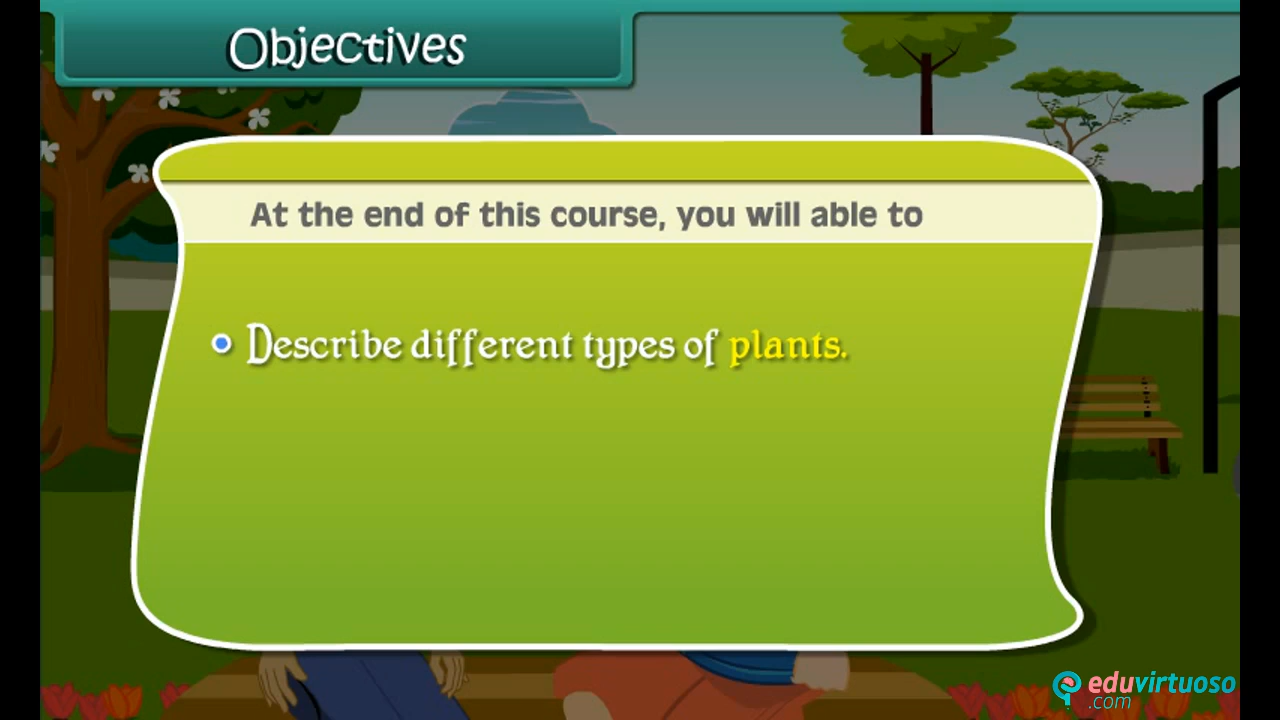 Objectives
At the end of this course, you will able to
Describe different types of plants.
eduvirtuoso
.com